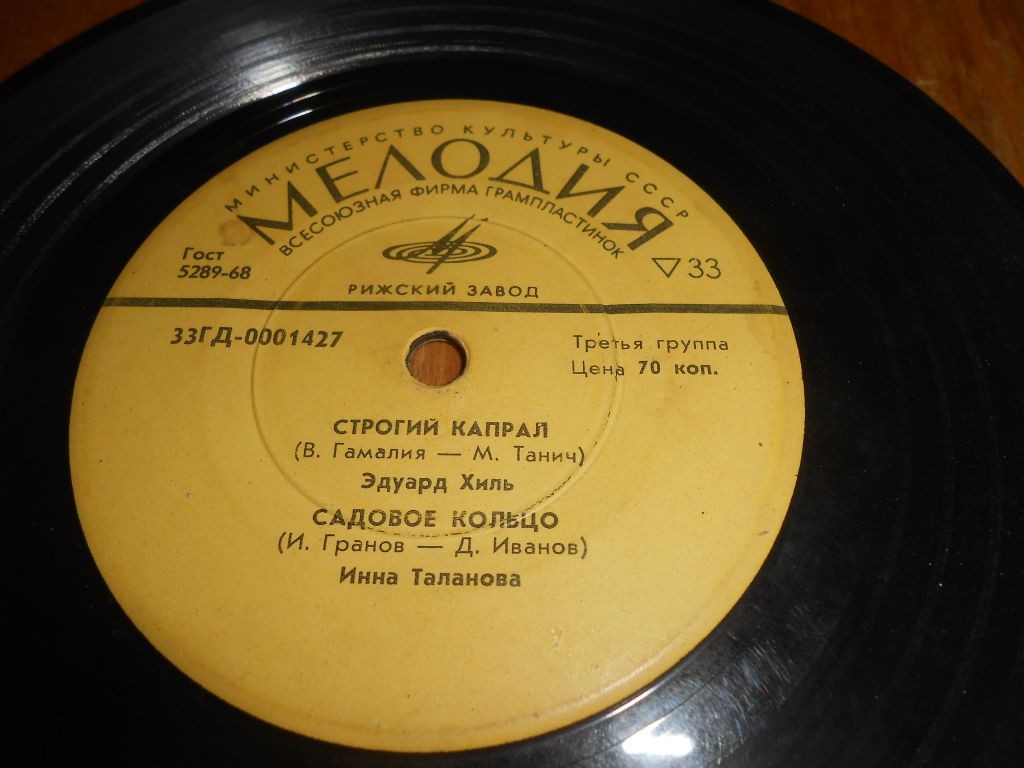 МИНИСТЕРСТВО КУЛЬТУРЫ СССР
МЕЛОДИЯ
ВСЕСОЮЗНАЯ ФИРМА ГРАМПЛАСТИНОК
Гост
5289-68
33
РИЖСКИЙ ЗАВОД
33ГД-0001427
Третья группа
Цена 70 коп.
СТРОГИЙ КАПРАЛ
(В. Гамалия — М. Танич)
Эдуард Хиль
САДОВОЕ КОЛЬЦО
(И. Гранов — Д. Иванов)
Инна Таланова